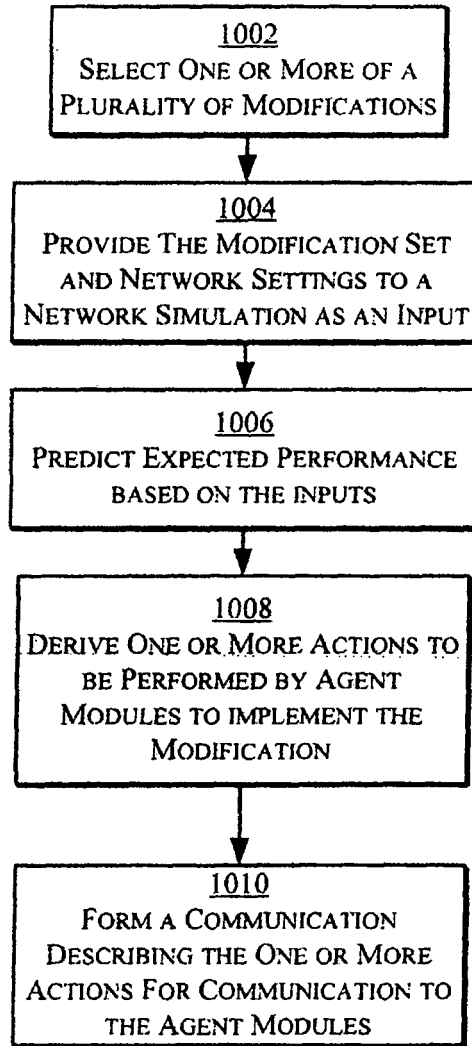 1002
SELECT ONE OR MORE OF A
PLURALITY OF MODIFICATIONS
1004
PROVIDE THE MODIFICATION SET
AND NETWORK SETTINGS TO A
NETWORK SIMULATION AS AN INPUT
1006
PREDICT EXPECTED PERFORMANCE
BASED ON THE INPUTS
1008
DERIVE ONE OR MORE ACTIONS TO
BE PERFORMED BY AGENT
MODULES TO IMPLEMENT THE
MODIFICATION
1010
FORM A COMMUNICATION
DESCRIBING THE ONE OR MORE
ACTIONS FOR COMMUNICATION TO
THE AGENT MODULES